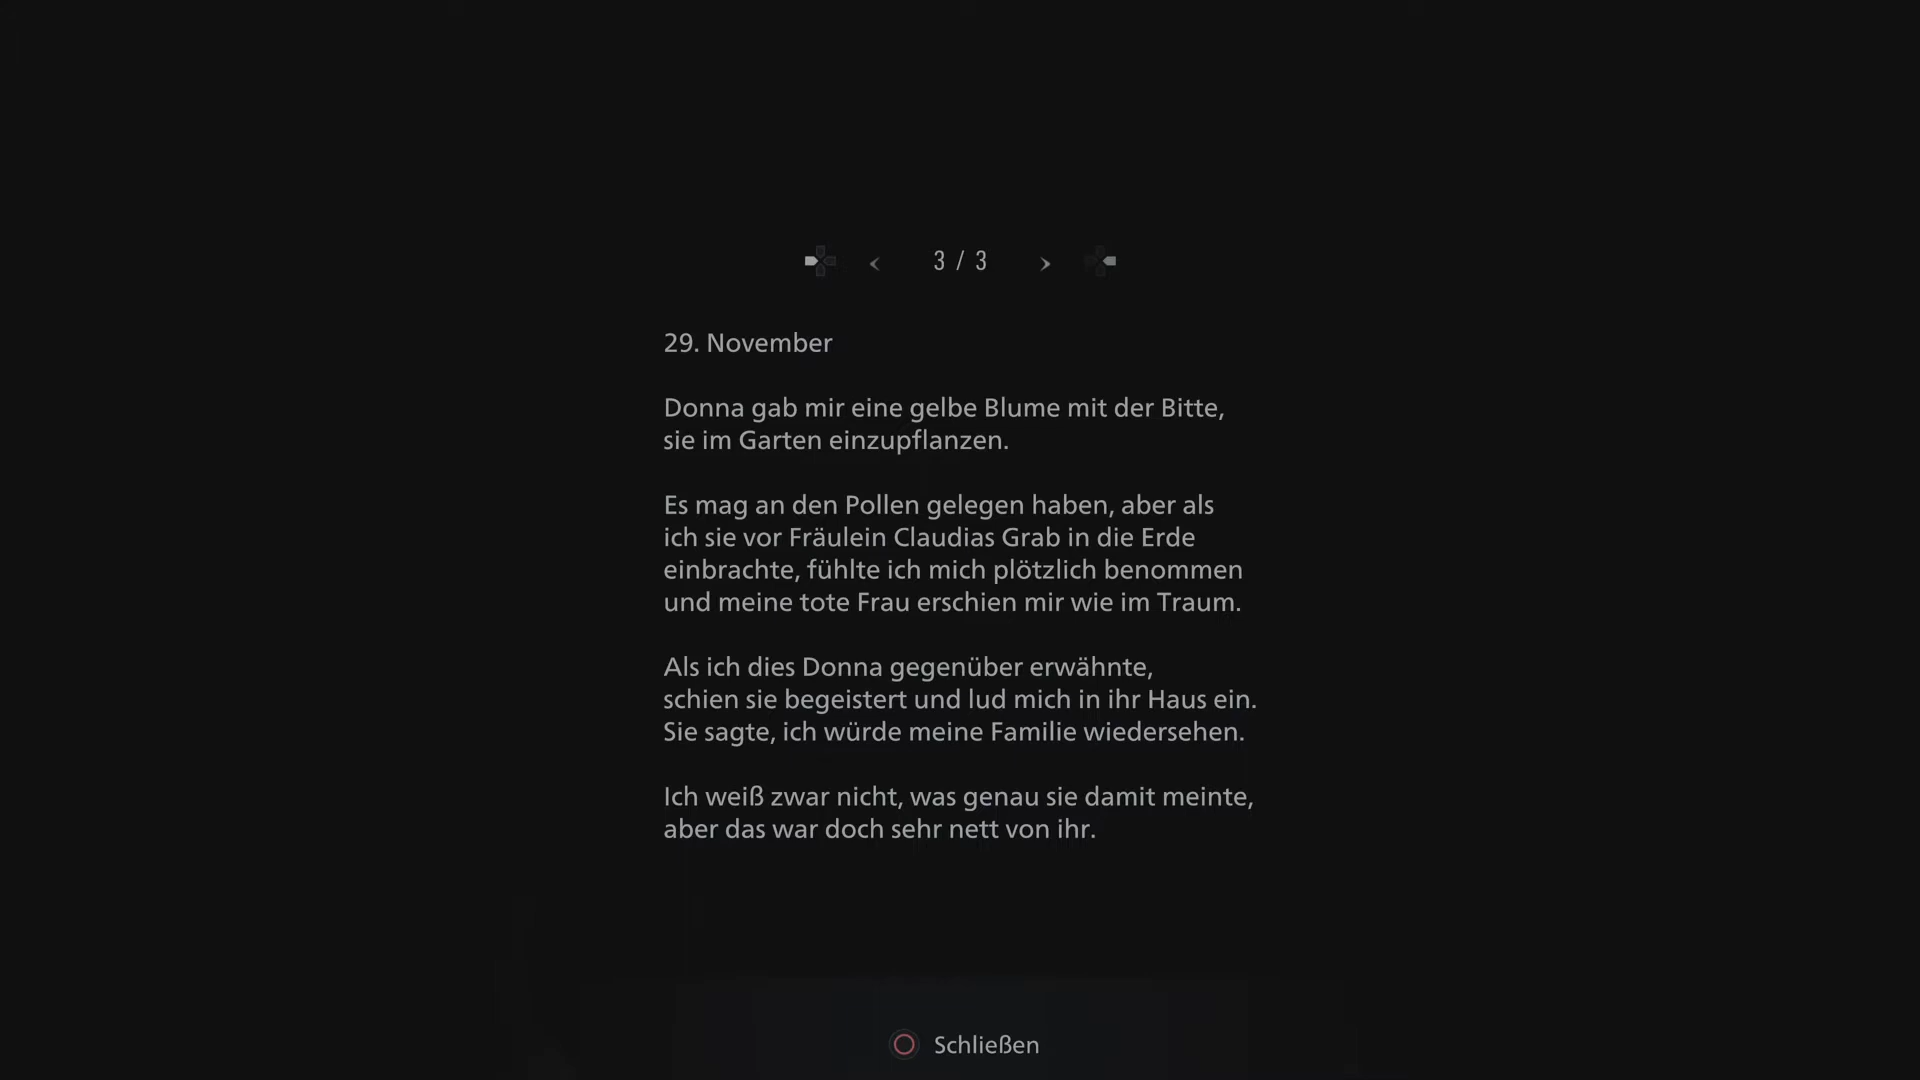 3 / 3
29. November
Donna gab mir eine gelbe Blume mit der Bitte,
sie im Garten einzupflanzen.
Es mag an den Pollen gelegen haben, aber als
ich sie vor Fräulein Claudias Grab in die Erde
einbrachte, fühlte ich mich plötzlich benommen
und meine tote Frau erschien mir wie im Traum.
Als ich dies Donna gegenüber erwähnte,
schien sie begeistert und lud mich in ihr Haus ein.
Sie sagte, ich würde meine Familie wiedersehen.
Ich weiß zwar nicht, was genau sie damit meinte,
aber das war doch sehr nett von ihr.
Schließen